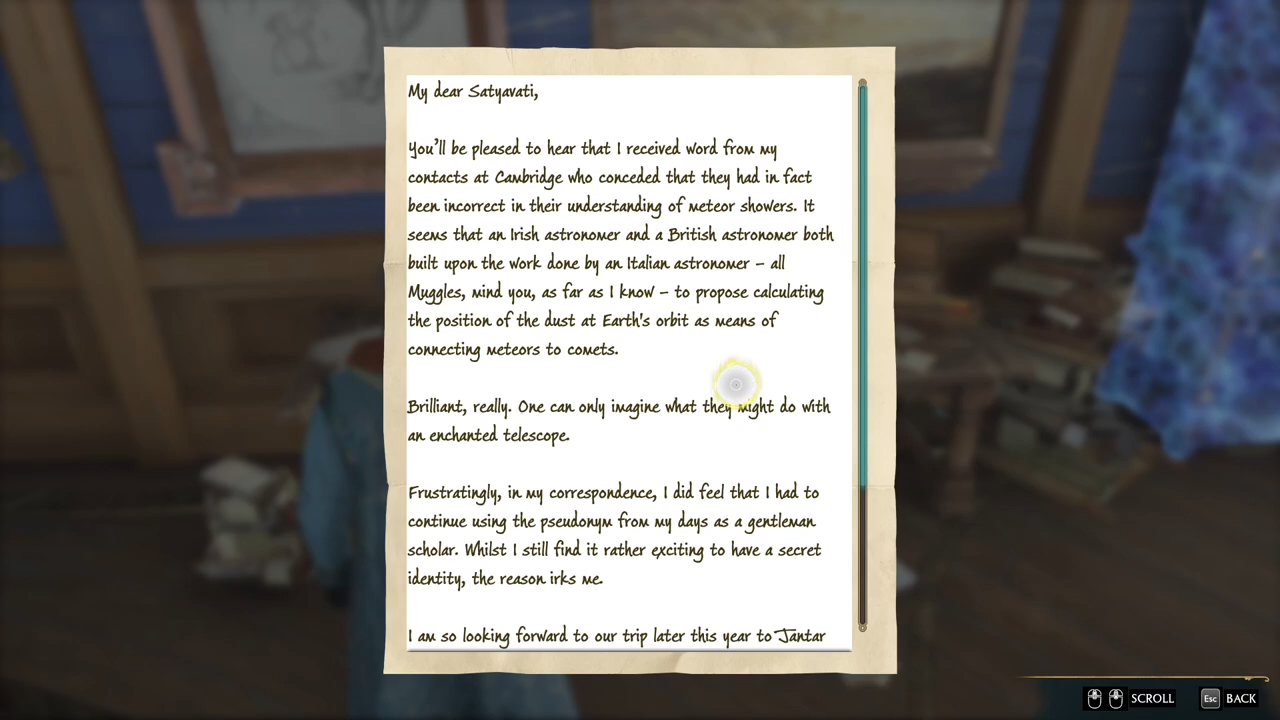 My dear Satyavati,
You'll be pleased to hear that I received word from my
contacts at Cambridge who conceded that they had in fact
been incorrect in their understanding of meteor showers. It
seems that an Irish astronomer and a British astronomer both
built upon the work done by an Italian astronomer – all
Muggles, mind you, as far as I know – to propose calculating
the position of the dust at Earth's orbit as means of
connecting meteors to comets.
Brilliant, really. One can only imagine what they might do with
an enchanted telescope.
Frustratingly, in my correspondence, I did feel that I had to
continue using the pseudonym from my days as a gentleman
scholar. Whilst I still find it rather exciting to have a secret
identity, the reason irks me.
I am so looking forward to our trip later this year to Jantar
SCROLL Esc BACK